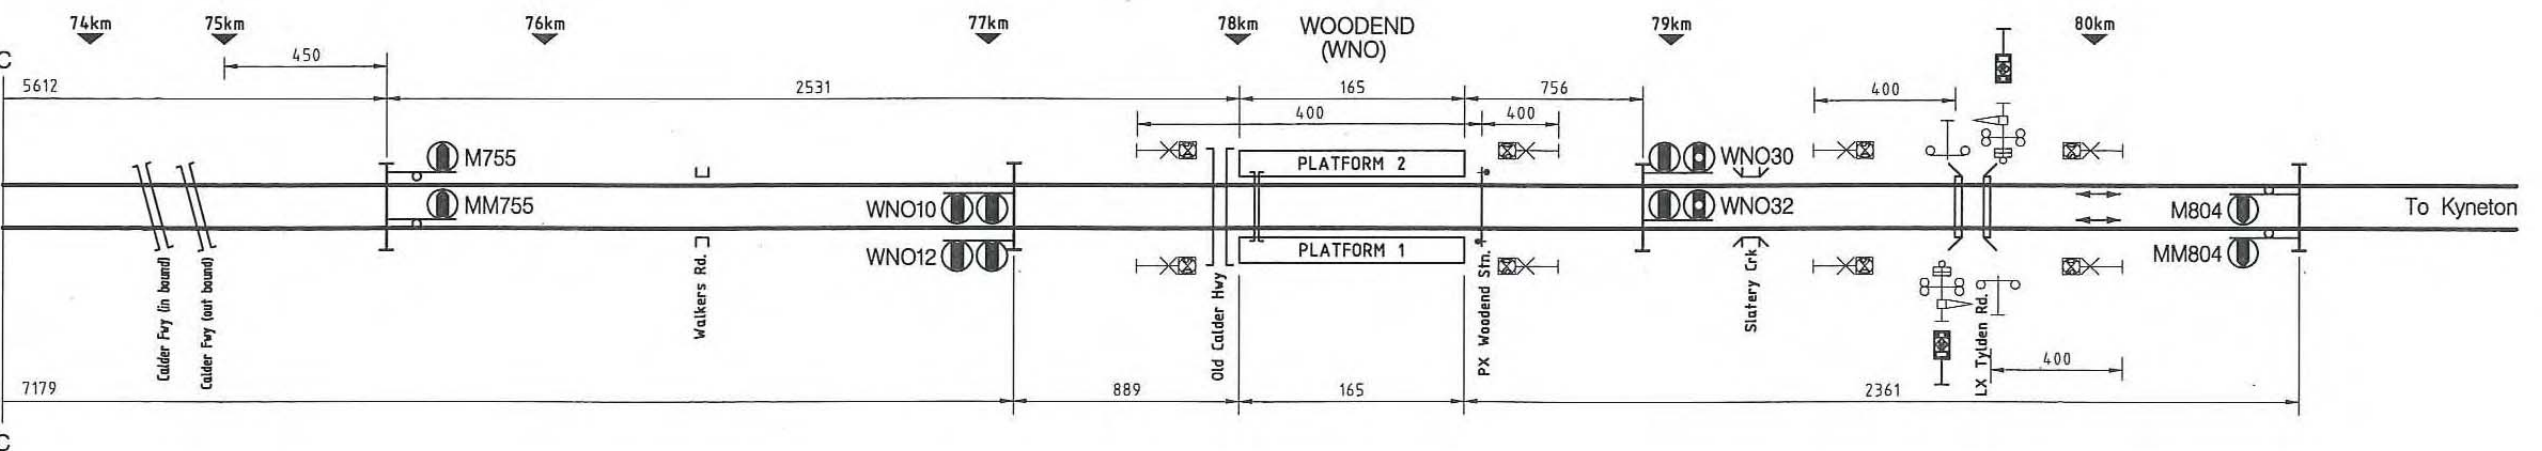 74km 75km 76km 77km 78km WOODEND 79km 80km
(WNO)
C
450
5612 2531 165 756 400
400 400
M755 PLATFORM 2 WNO30
MM755 WNO10 WNO32 M804 To Kyneton
WNO12 PLATFORM 1 MM804
Calder Fwy (in bound)
Calder Fwy (out bound)
Walkers Rd.
Old Calder Hwy
PX Woodend Stn.
Slatery Crk
LX Tylden Rd.
400
7179 889 165 2361
C